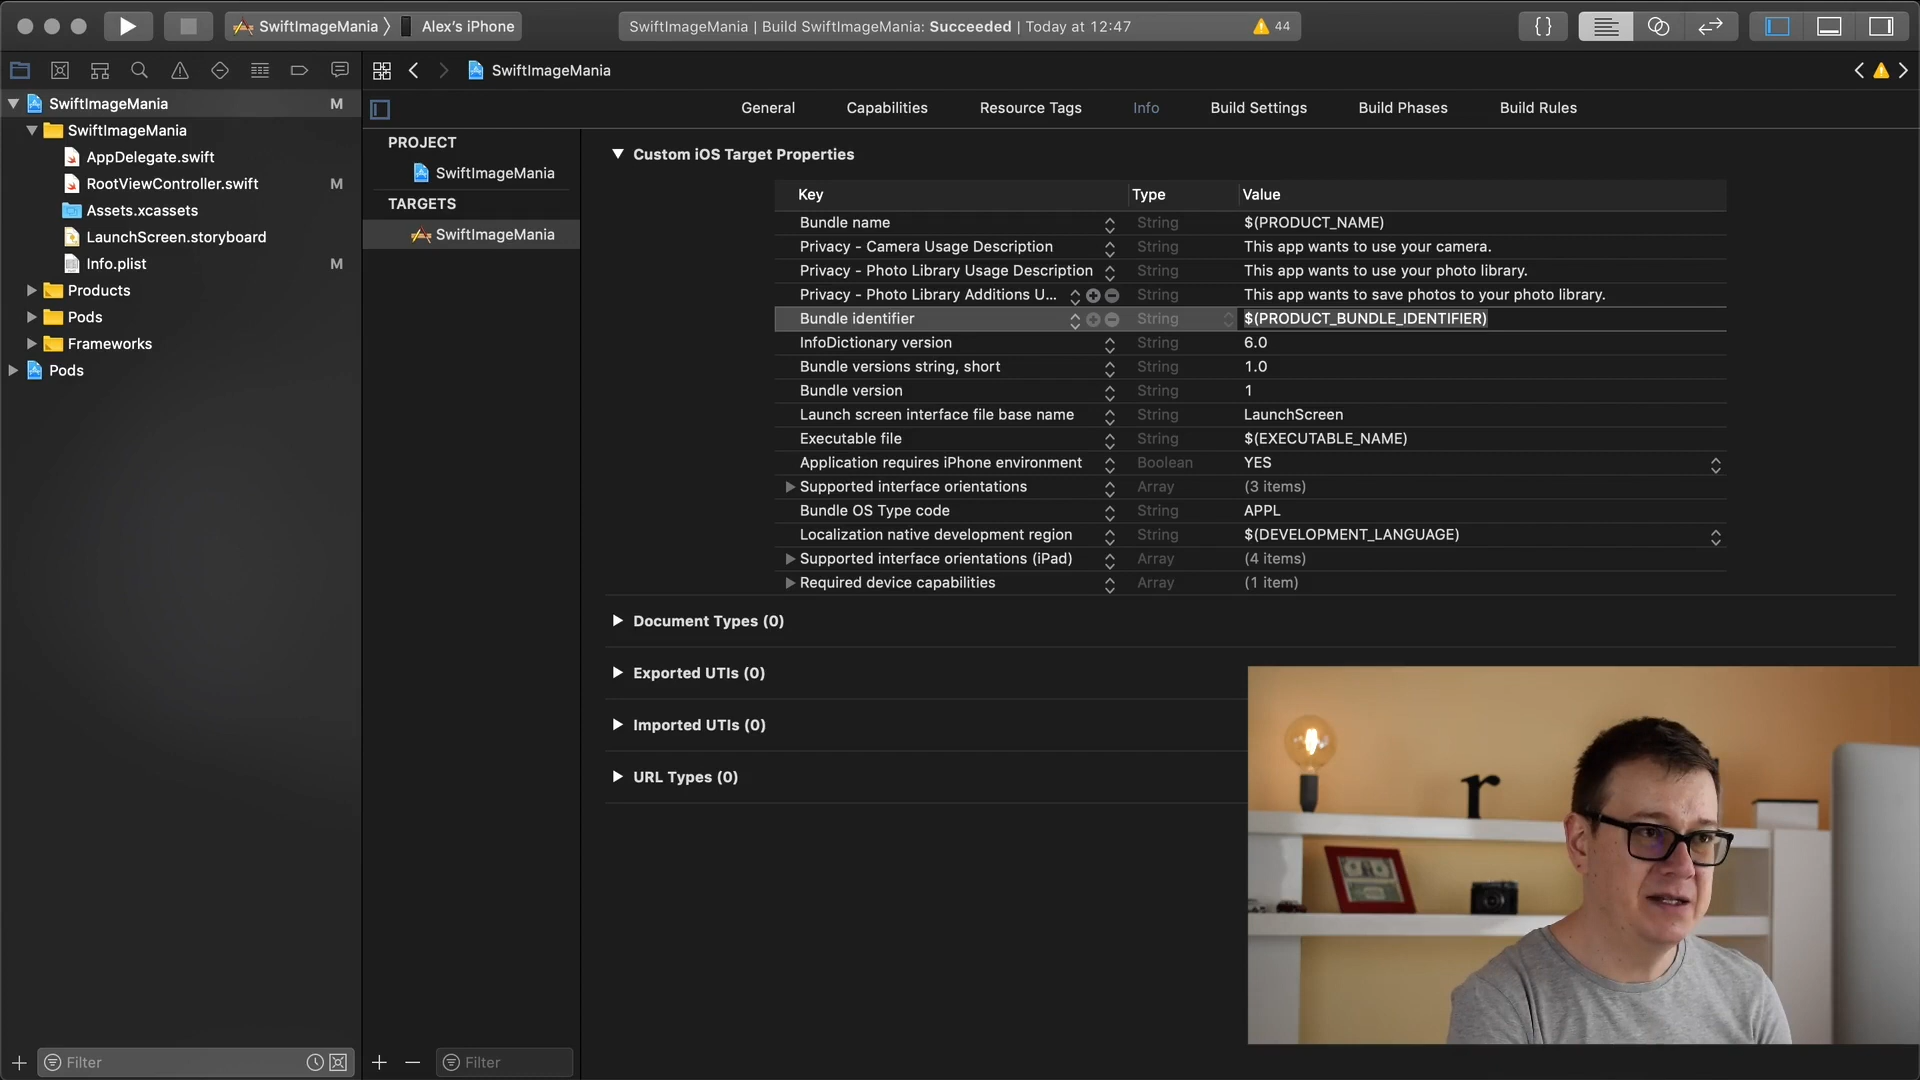 SwiftImageMania
Alex's iPhone
SwiftImageMania | Build SwiftImageMania: Succeeded | Today at 12:47
44
{}
SwiftImageMania M
SwiftImageMania
AppDelegate.swift
RootViewController.swift M
Assets.xcassets
LaunchScreen.storyboard
Info.plist M
Products
Pods
Frameworks
Pods
Filter
SwiftImageMania
General Capabilities Resource Tags Info Build Settings Build Phases Build Rules
PROJECT
SwiftImageMania
TARGETS
SwiftImageMania
Filter
Custom iOS Target Properties
Key Type Value
Bundle name String $(PRODUCT_NAME)
Privacy - Camera Usage Description String This app wants to use your camera.
Privacy - Photo Library Usage Description String This app wants to use your photo library.
Privacy - Photo Library Additions U... String This app wants to save photos to your photo library.
Bundle identifier String $(PRODUCT_BUNDLE_IDENTIFIER)
InfoDictionary version String 6.0
Bundle versions string, short String 1.0
Bundle version String 1
Launch screen interface file base name String LaunchScreen
Executable file String $(EXECUTABLE_NAME)
Application requires iPhone environment Boolean YES
Supported interface orientations Array (3 items)
Bundle OS Type code String APPL
Localization native development region String $(DEVELOPMENT_LANGUAGE)
Supported interface orientations (iPad) Array (4 items)
Required device capabilities Array (1 item)
Document Types (0)
Exported UTIs (0)
Imported UTIs (0)
URL Types (0)
r